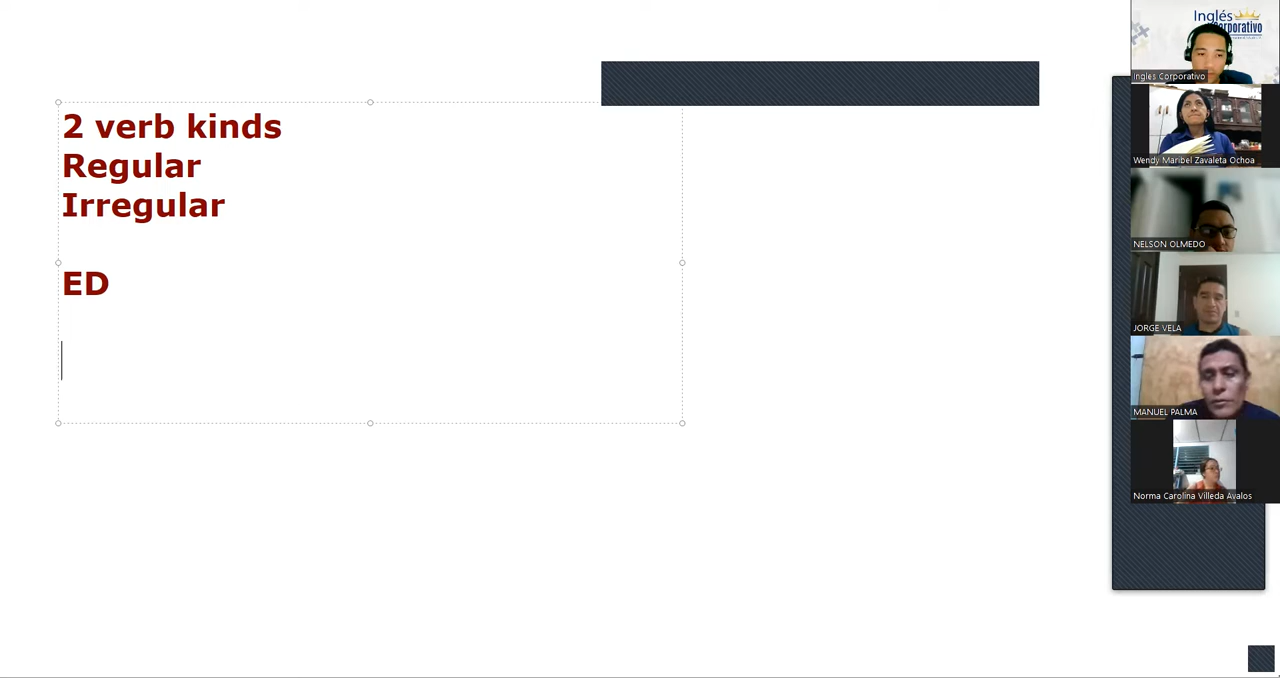 2 verb kinds
Regular
Irregular
ED
Inglés
Corporativo
Ingles Corporativo
Wendy Maribel Zavaleta Ochoa
NELSON OLMEDO
JORGE VELA
MANUEL PALMA
Norma Carolina Villeda Avalos